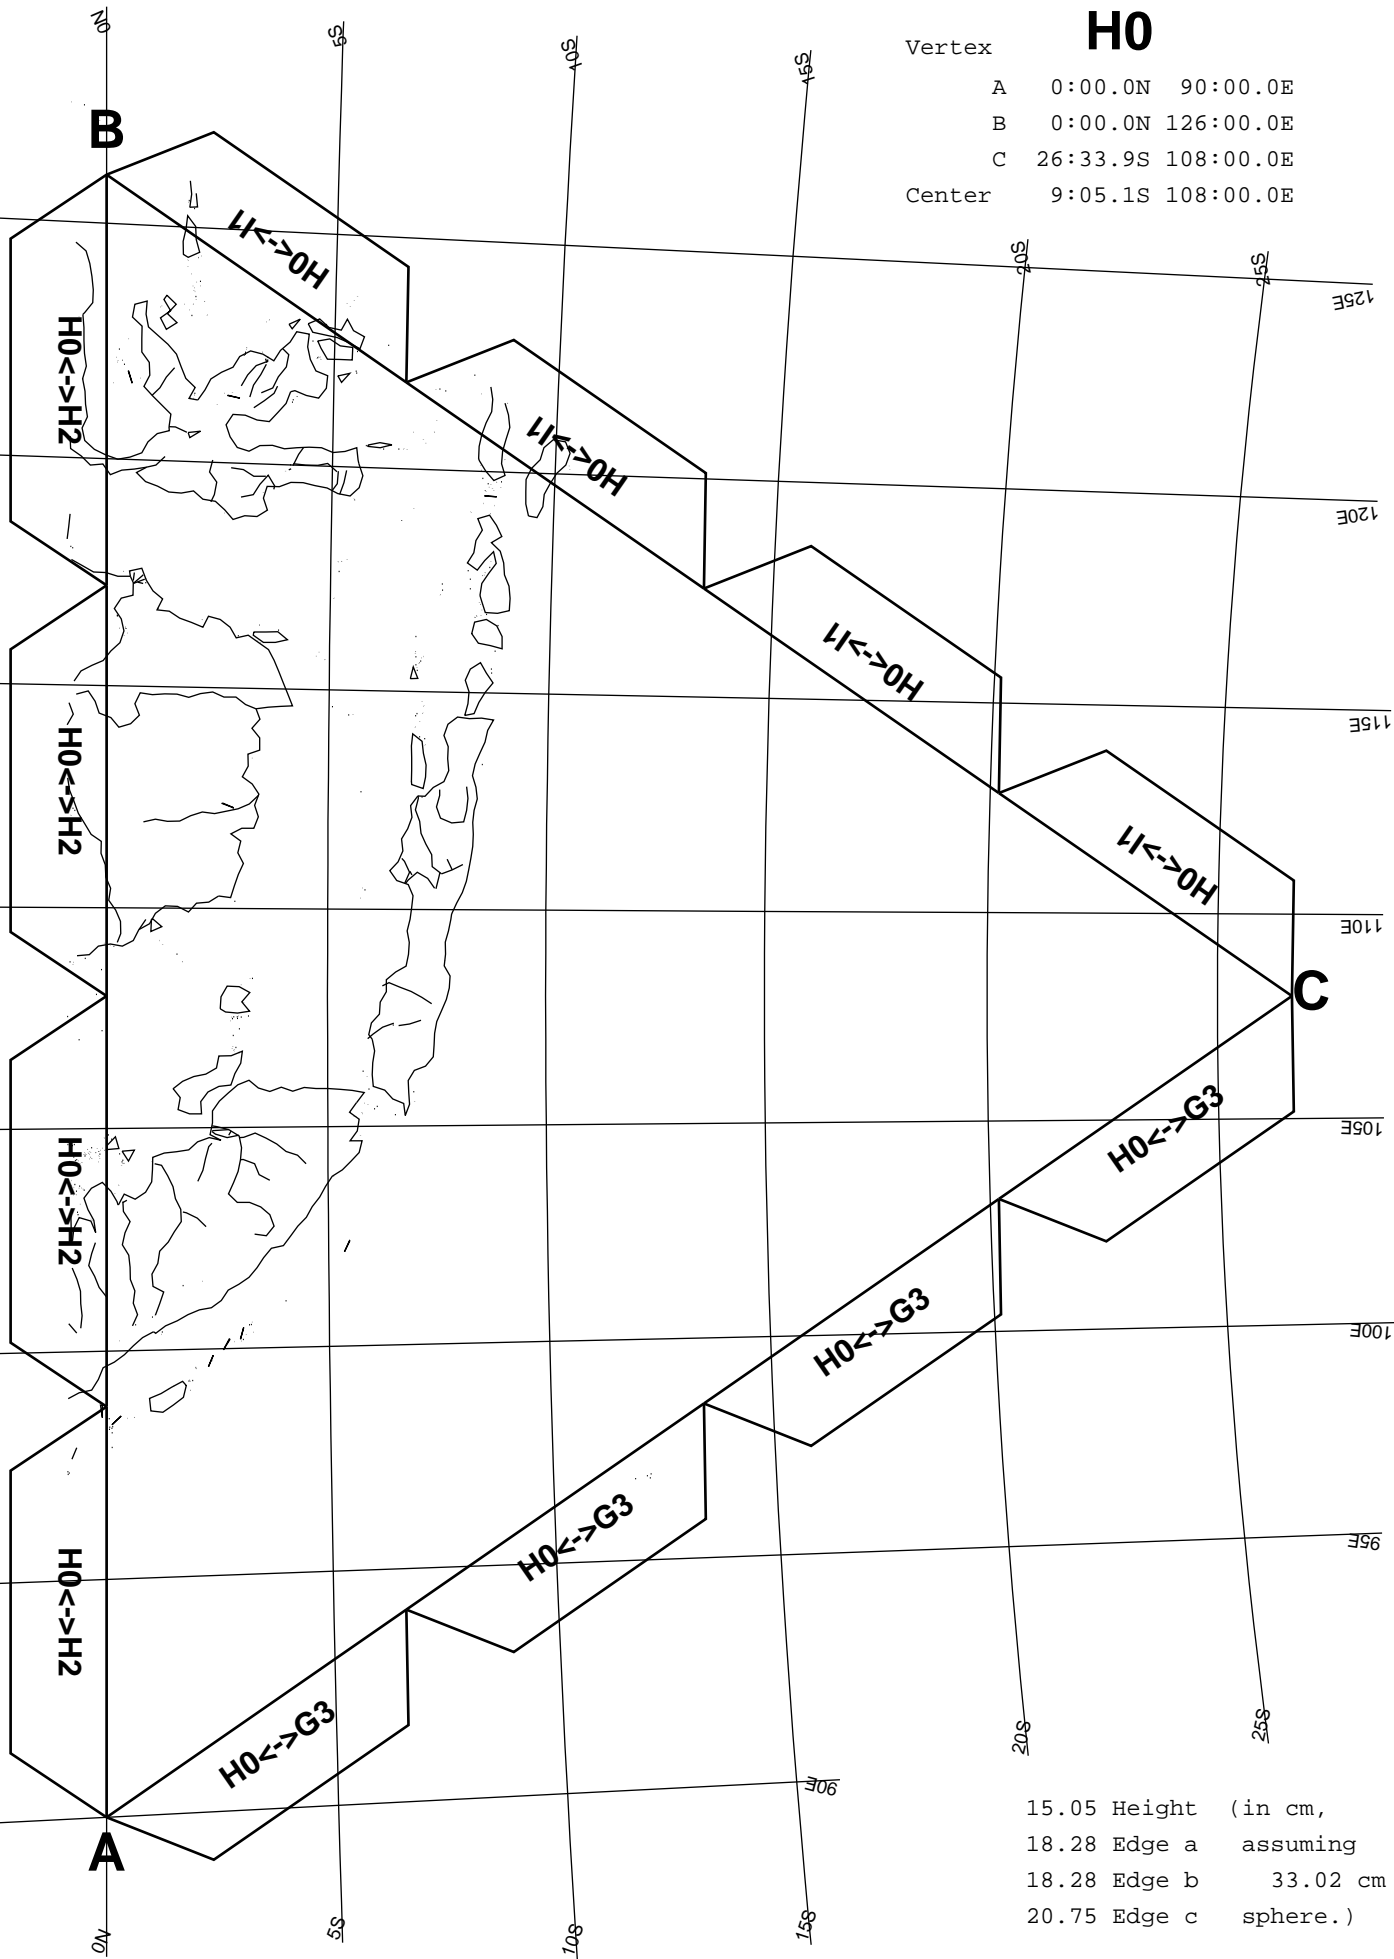 H0
Vertex
A 0:00.0N 90:00.0E
B 0:00.0N 126:00.0E
C 26:33.9S 108:00.0E
Center 9:05.1S 108:00.0E
0N
5S
10S
15S
20S
25S
B
H0<->I1
125E
H0<->H2
H0<->I1
120E
H0<->I1
115E
H0<->H2
H0<->I1
110E
C
H0<->G3
105E
H0<->H2
H0<->G3
100E
H0<->G3
95E
H0<->H2
H0<->G3
90E
A
0N
5S
10S
15S
20S
25S
15.05 Height (in cm,
18.28 Edge a assuming
18.28 Edge b 33.02 cm
20.75 Edge c sphere.)